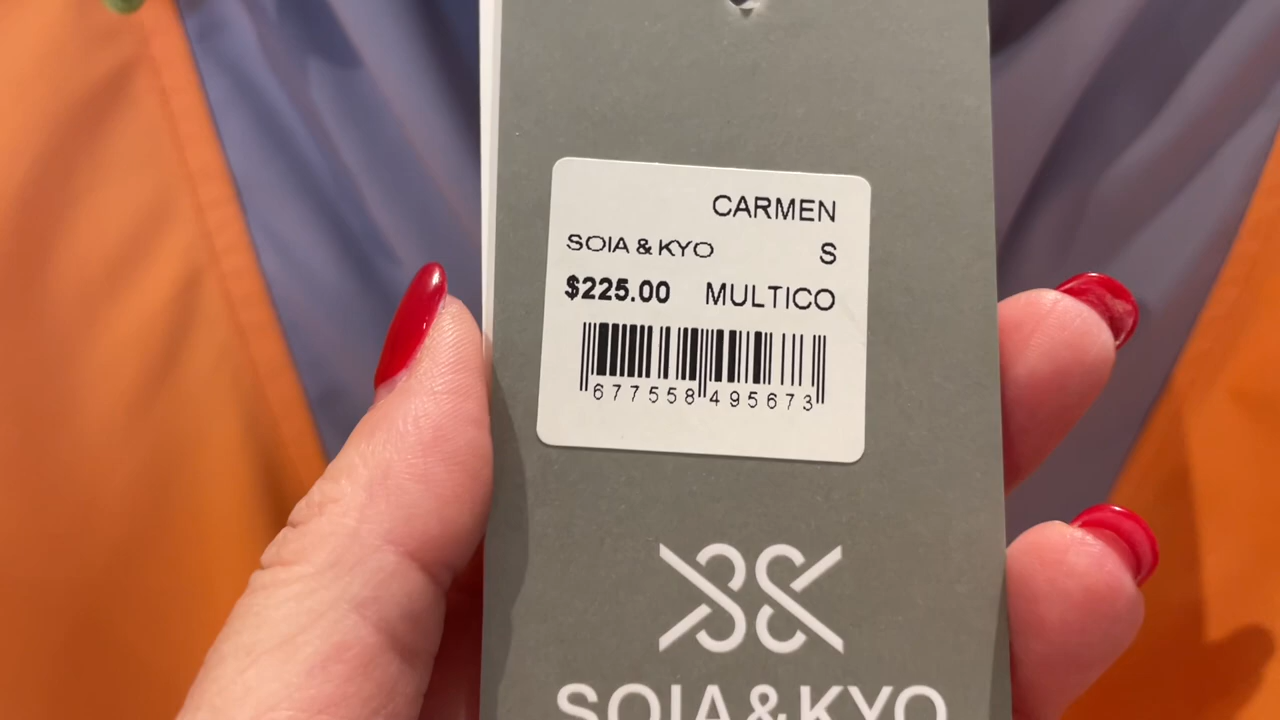 CARMEN
SOIA & KYO S
$225.00 MULTICO
677558 495673
SOIA&KYO